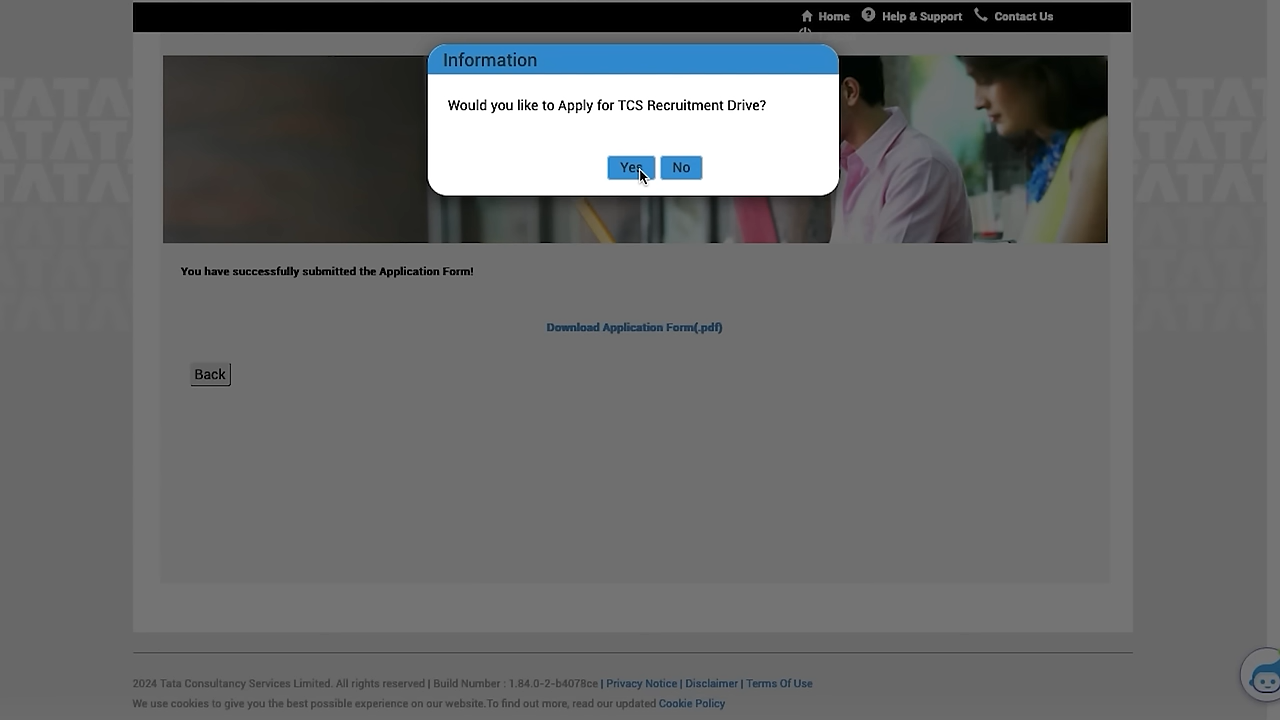 Home Help & Support Contact Us
Information
Would you like to Apply for TCS Recruitment Drive?
Yes No
You have successfully submitted the Application Form!
Download Application Form(.pdf)
Back
2024 Tata Consultancy Services Limited. All rights reserved | Build Number : 1.84.0-2-b4078ce | Privacy Notice | Disclaimer | Terms Of Use
We use cookies to give you the best possible experience on our website.To find out more, read our updated Cookie Policy